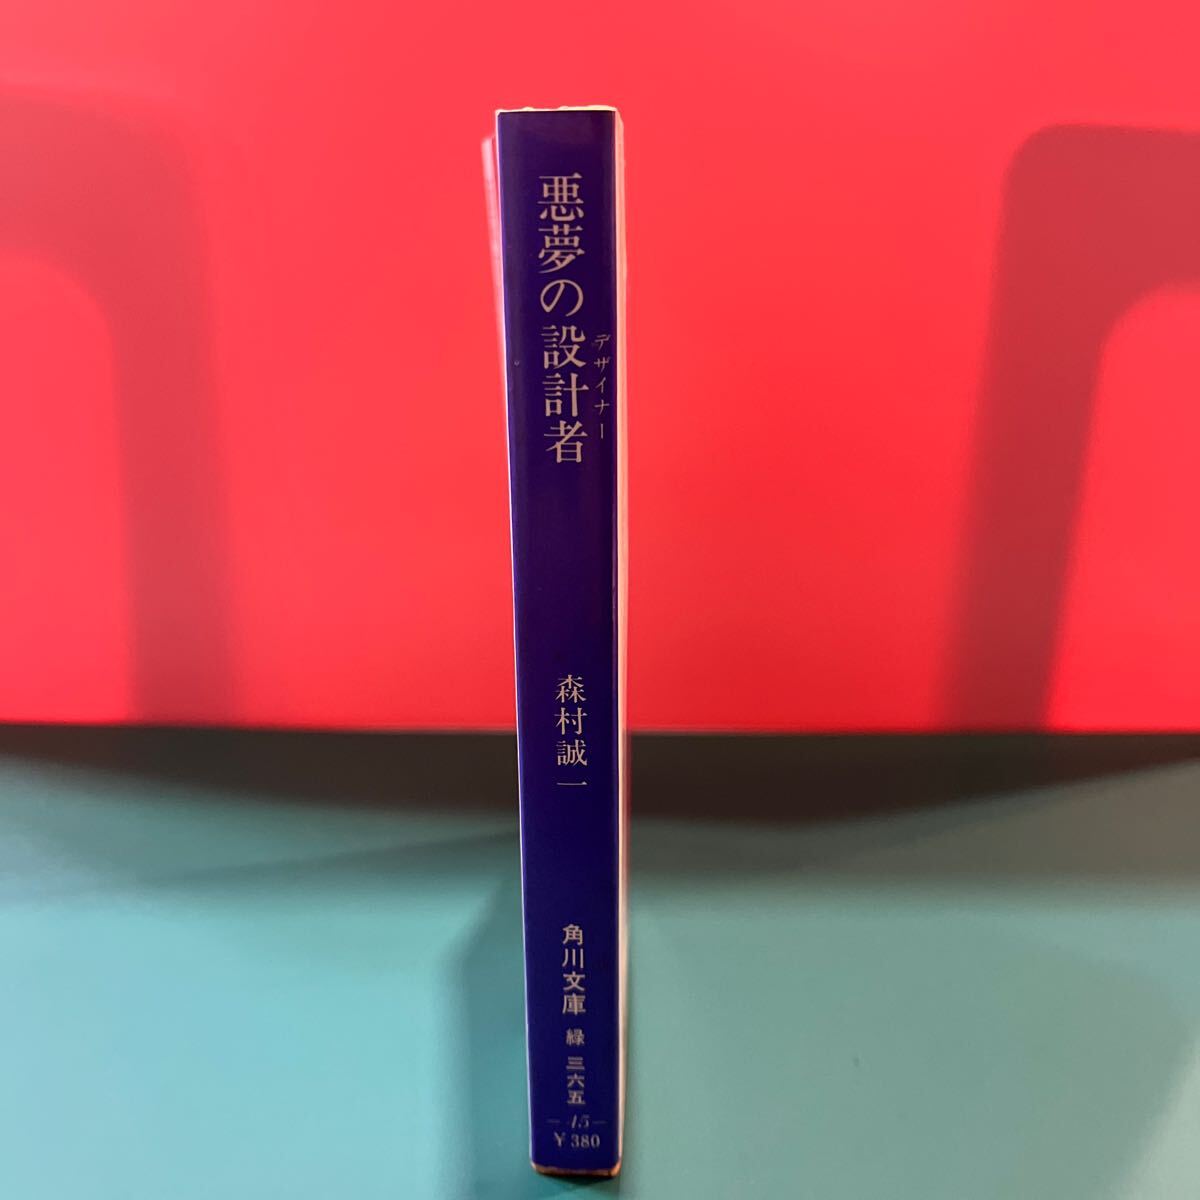 悪夢の設計者
デザイナー
森村誠一
角川文庫
緑 三六五
—45—
¥380